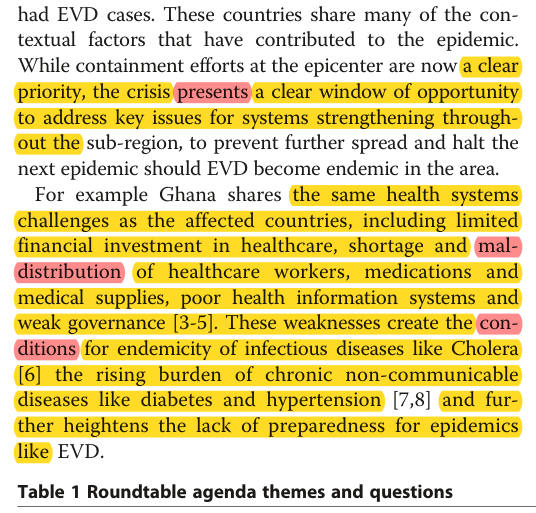 had EVD cases. These countries share many of the con-
textual factors that have contributed to the epidemic.
While containment efforts at the epicenter are now a clear
priority, the crisis presents a clear window of opportunity
to address key issues for systems strengthening through-
out the sub-region, to prevent further spread and halt the
next epidemic should EVD become endemic in the area.
For example Ghana shares the same health systems
challenges as the affected countries, including limited
financial investment in healthcare, shortage and mal-
distribution of healthcare workers, medications and
medical supplies, poor health information systems and
weak governance [3-5]. These weaknesses create the con-
ditions for endemicity of infectious diseases like Cholera
[6] the rising burden of chronic non-communicable
diseases like diabetes and hypertension [7,8] and fur-
ther heightens the lack of preparedness for epidemics
like EVD.
Table 1 Roundtable agenda themes and questions